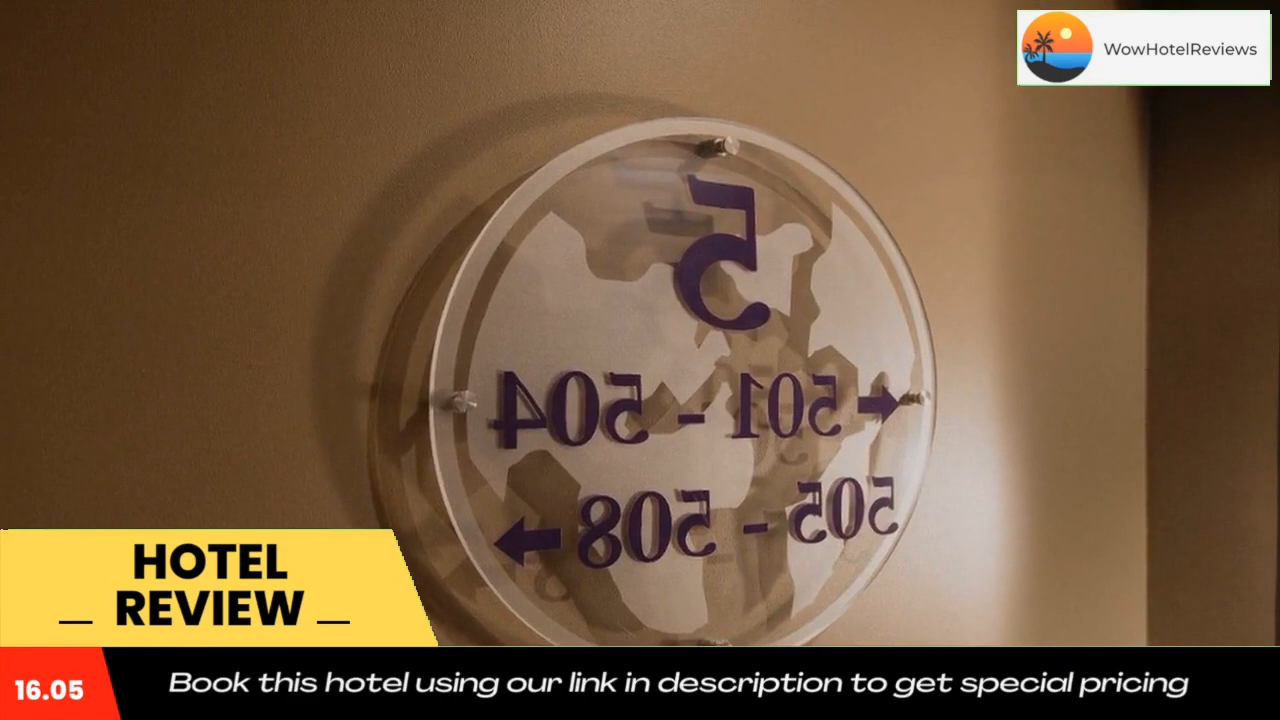 WowHotelReviews
5
← 501 - 504
505 - 508 →
HOTEL
REVIEW
16.05
Book this hotel using our link in description to get special pricing